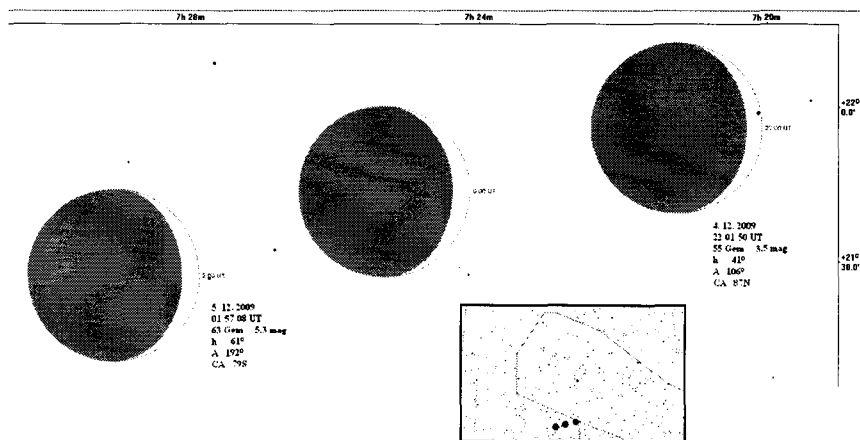 7h 28m
7h 24m
7h 20m
+22°
0.0'
+21°
30.0'
4. 12. 2009
22 01 50 UT
55 Gem 3.5 mag
h 41°
A 106°
CA 87N
5. 12. 2009
01 57 08 UT
63 Gem 5.3 mag
h 61°
A 192°
CA 79S